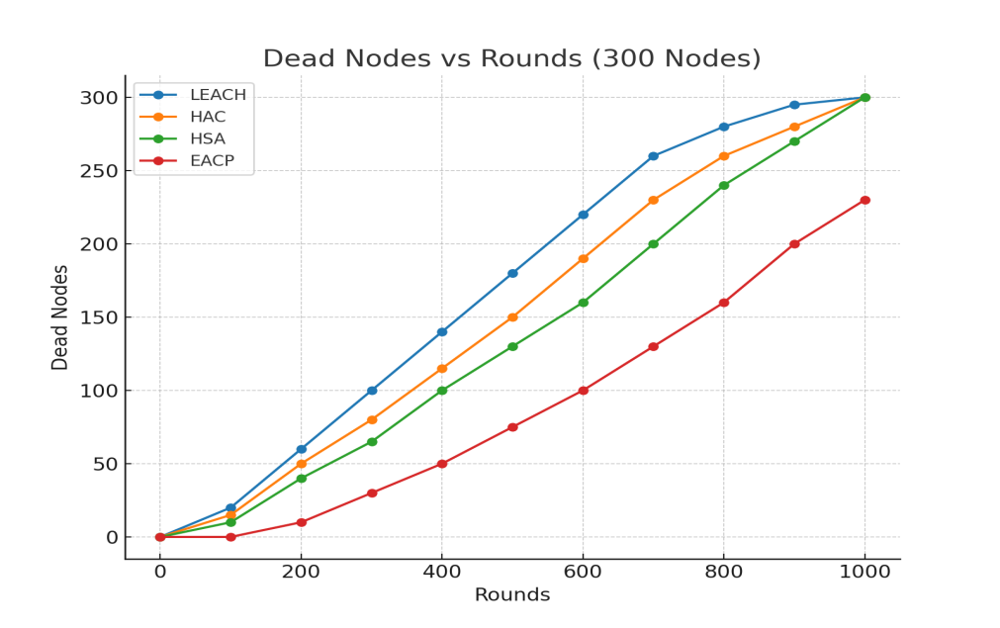 Dead Nodes vs Rounds (300 Nodes)
LEACH
HAC
HSA
EACP
300
250
200
150
100
50
0
Dead Nodes
0 200 400 600 800 1000
Rounds